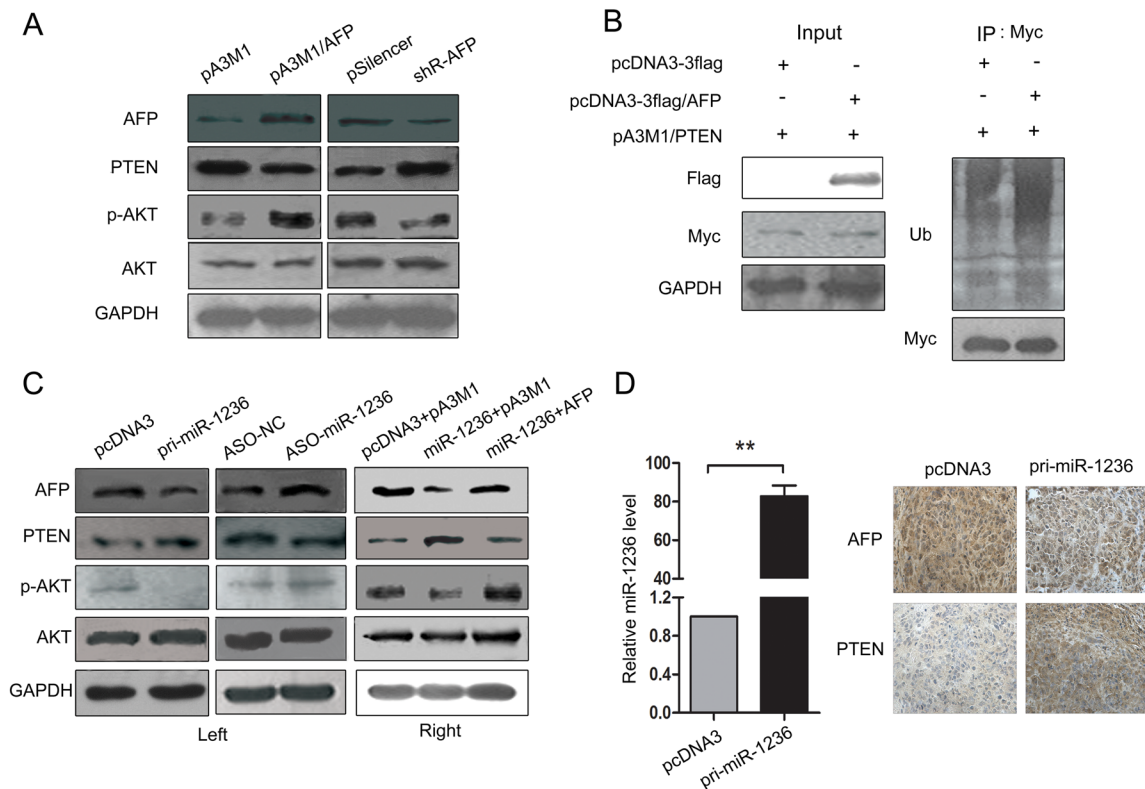 A
pA3M1 pA3M1/AFP pSilencer shR-AFP
AFP
PTEN
p-AKT
AKT
GAPDH
B
Input IP : Myc
pcDNA3-3flag + - + -
pcDNA3-3flag/AFP - + - +
pA3M1/PTEN + + + +
Flag
Myc
GAPDH
Ub
Myc
C
pcDNA3 pri-miR-1236 ASO-NC ASO-miR-1236 pcDNA3+pA3M1 miR-1236+pA3M1 miR-1236+AFP
AFP
PTEN
p-AKT
AKT
GAPDH
Left Right
D
Relative miR-1236 level
100
80
60
40
1.2
0.8
0.4
0.0
**
pcDNA3 pri-miR-1236
pcDNA3 pri-miR-1236
AFP
PTEN